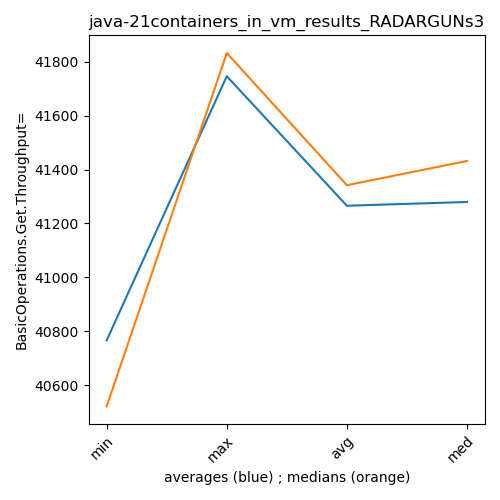 java-21containers_in_vm_results_RADARGUNs3
BasicOperations.Get.Throughput=
41800
41600
41400
41200
41000
40800
40600
min
max
avg
med
averages (blue) ; medians (orange)